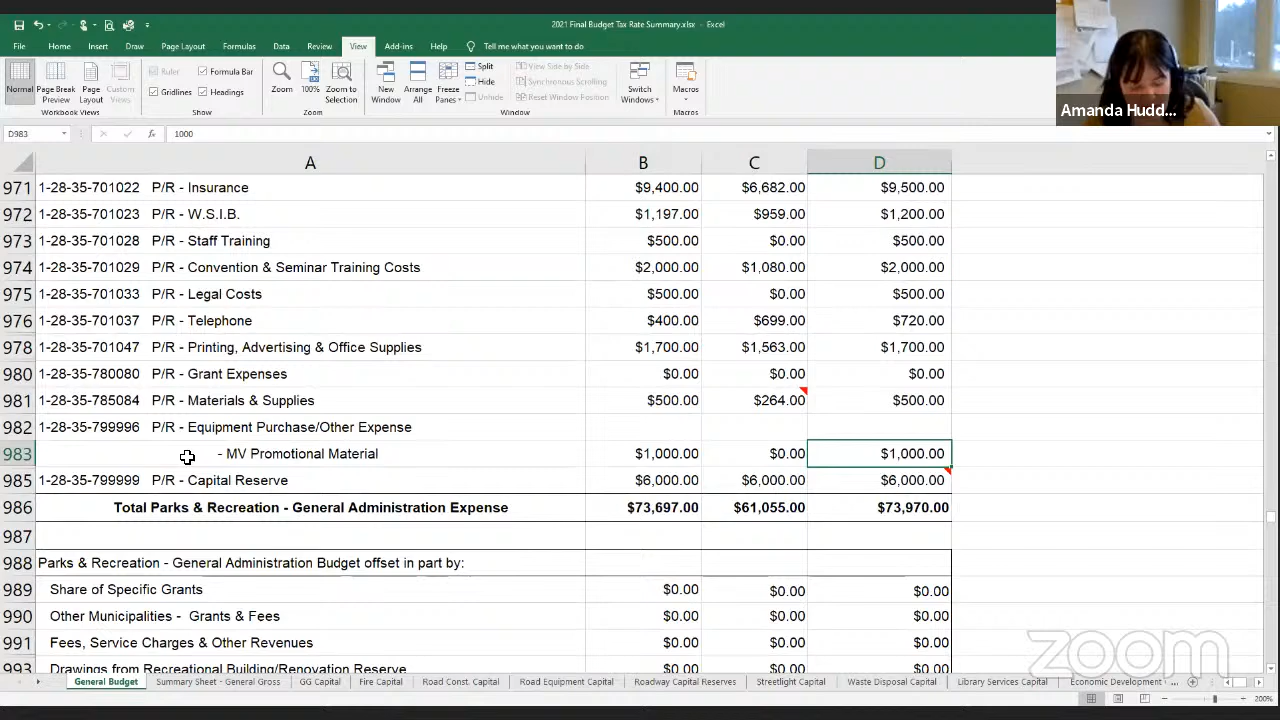 2021 Final Budget Tax Rate Summary.xlsx - Excel
File Home Insert Draw Page Layout Formulas Data Review View Add-ins Help Tell me what you want to do
Normal Page Break Preview Page Layout Custom Views
Workbook Views
Ruler Formula Bar
Gridlines Headings
Show
Zoom 100% Zoom to Selection
Zoom
New Window Arrange All Freeze Panes
Split View Side by Side
Hide Synchronous Scrolling
Unhide Reset Window Position
Window
Switch Windows
Macros
Macros
Amanda Hudd...
D983 fx 1000
A B C D
971 1-28-35-701022 P/R - Insurance $9,400.00 $6,682.00 $9,500.00
972 1-28-35-701023 P/R - W.S.I.B. $1,197.00 $959.00 $1,200.00
973 1-28-35-701028 P/R - Staff Training $500.00 $0.00 $500.00
974 1-28-35-701029 P/R - Convention & Seminar Training Costs $2,000.00 $1,080.00 $2,000.00
975 1-28-35-701033 P/R - Legal Costs $500.00 $0.00 $500.00
976 1-28-35-701037 P/R - Telephone $400.00 $699.00 $720.00
978 1-28-35-701047 P/R - Printing, Advertising & Office Supplies $1,700.00 $1,563.00 $1,700.00
980 1-28-35-780080 P/R - Grant Expenses $0.00 $0.00 $0.00
981 1-28-35-785084 P/R - Materials & Supplies $500.00 $264.00 $500.00
982 1-28-35-799996 P/R - Equipment Purchase/Other Expense
983 - MV Promotional Material $1,000.00 $0.00 $1,000.00
985 1-28-35-799999 P/R - Capital Reserve $6,000.00 $6,000.00 $6,000.00
986 Total Parks & Recreation - General Administration Expense $73,697.00 $61,055.00 $73,970.00
987
988 Parks & Recreation - General Administration Budget offset in part by:
989 Share of Specific Grants $0.00 $0.00 $0.00
990 Other Municipalities - Grants & Fees $0.00 $0.00 $0.00
991 Fees, Service Charges & Other Revenues $0.00 $0.00 $0.00
993 Drawings from Recreational Building/Renovation Reserve $0.00 $0.00 $0.00
zoom
General Budget Summary Sheet - General Gross GG Capital Fire Capital Road Const. Capital Road Equipment Capital Roadway Capital Reserves Streetlight Capital Waste Disposal Capital Library Services Capital Economic Development ...
200%